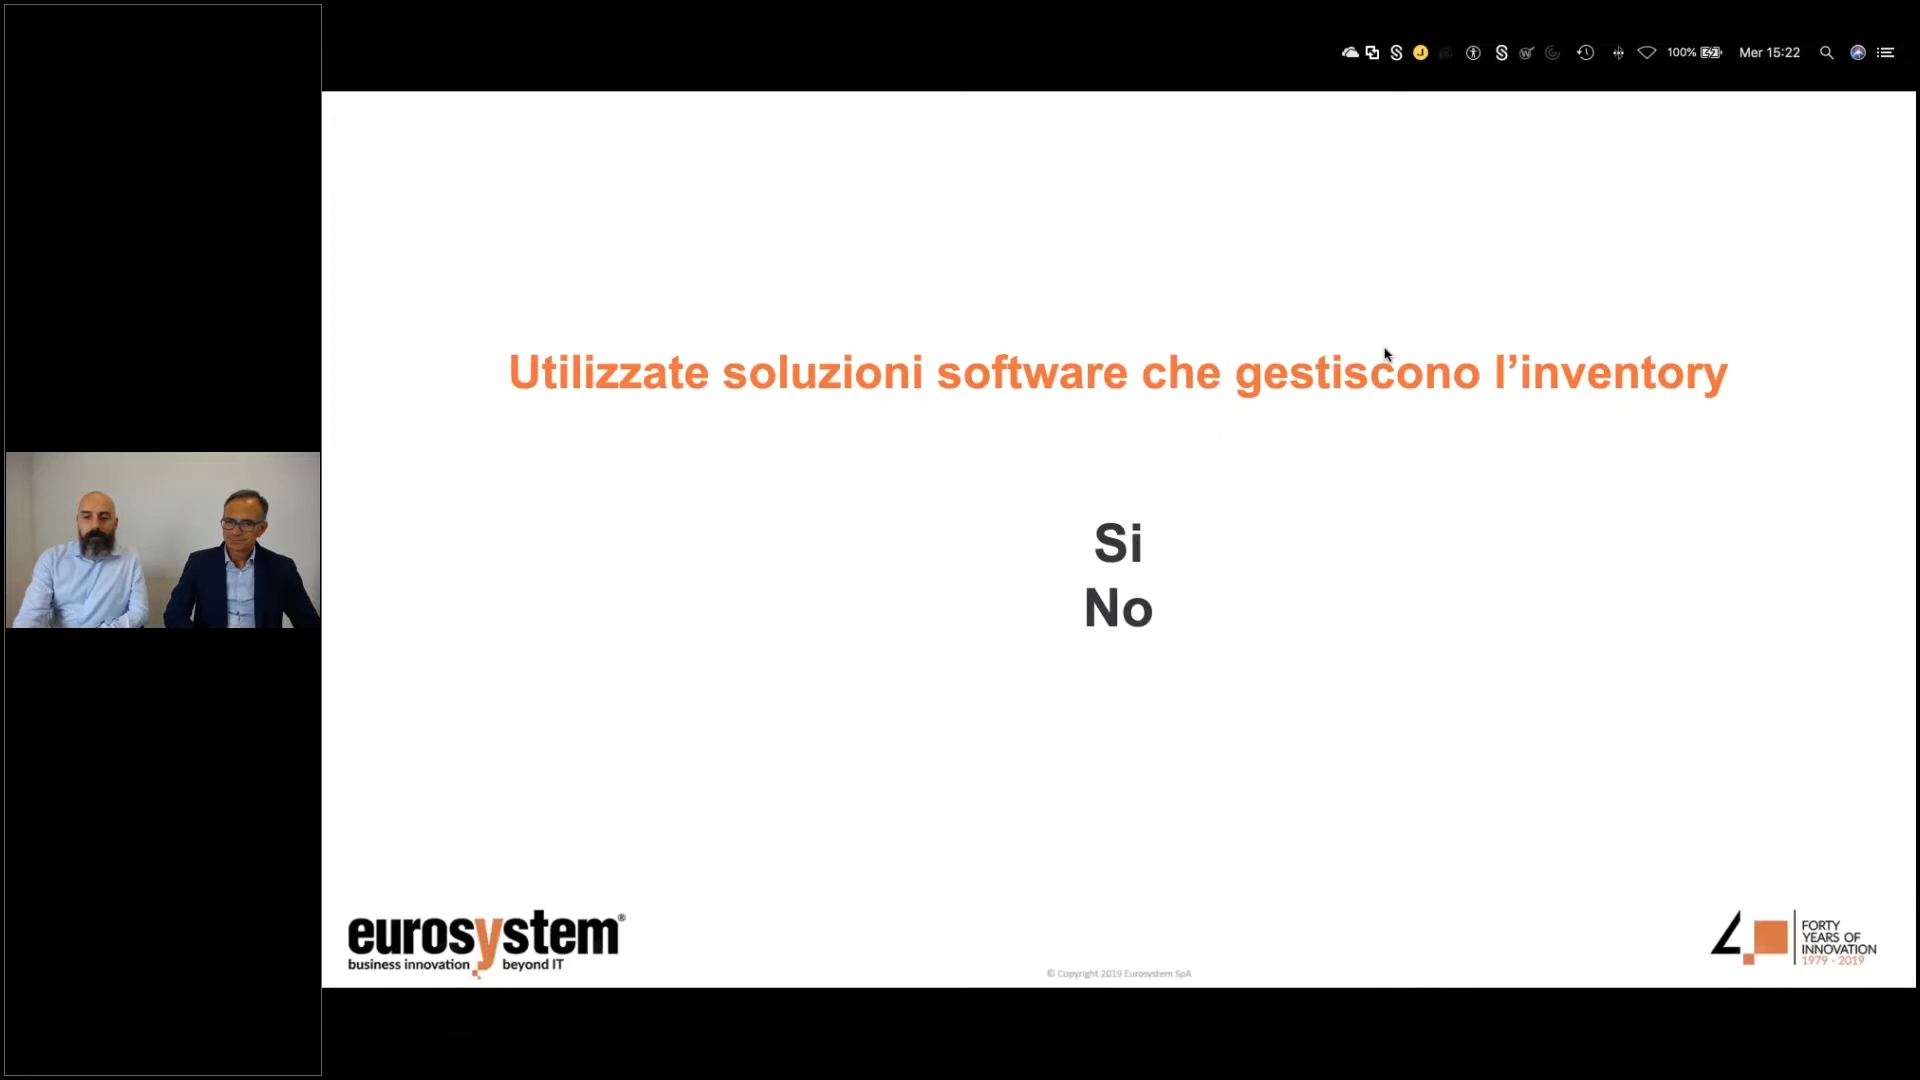 100% Mer 15:22
Utilizzate soluzioni software che gestiscono l’inventory
Si
No
eurosystem®
business innovation beyond IT
© Copyright 2019 Eurosystem SpA
FORTY
YEARS OF
INNOVATION
1979 - 2019